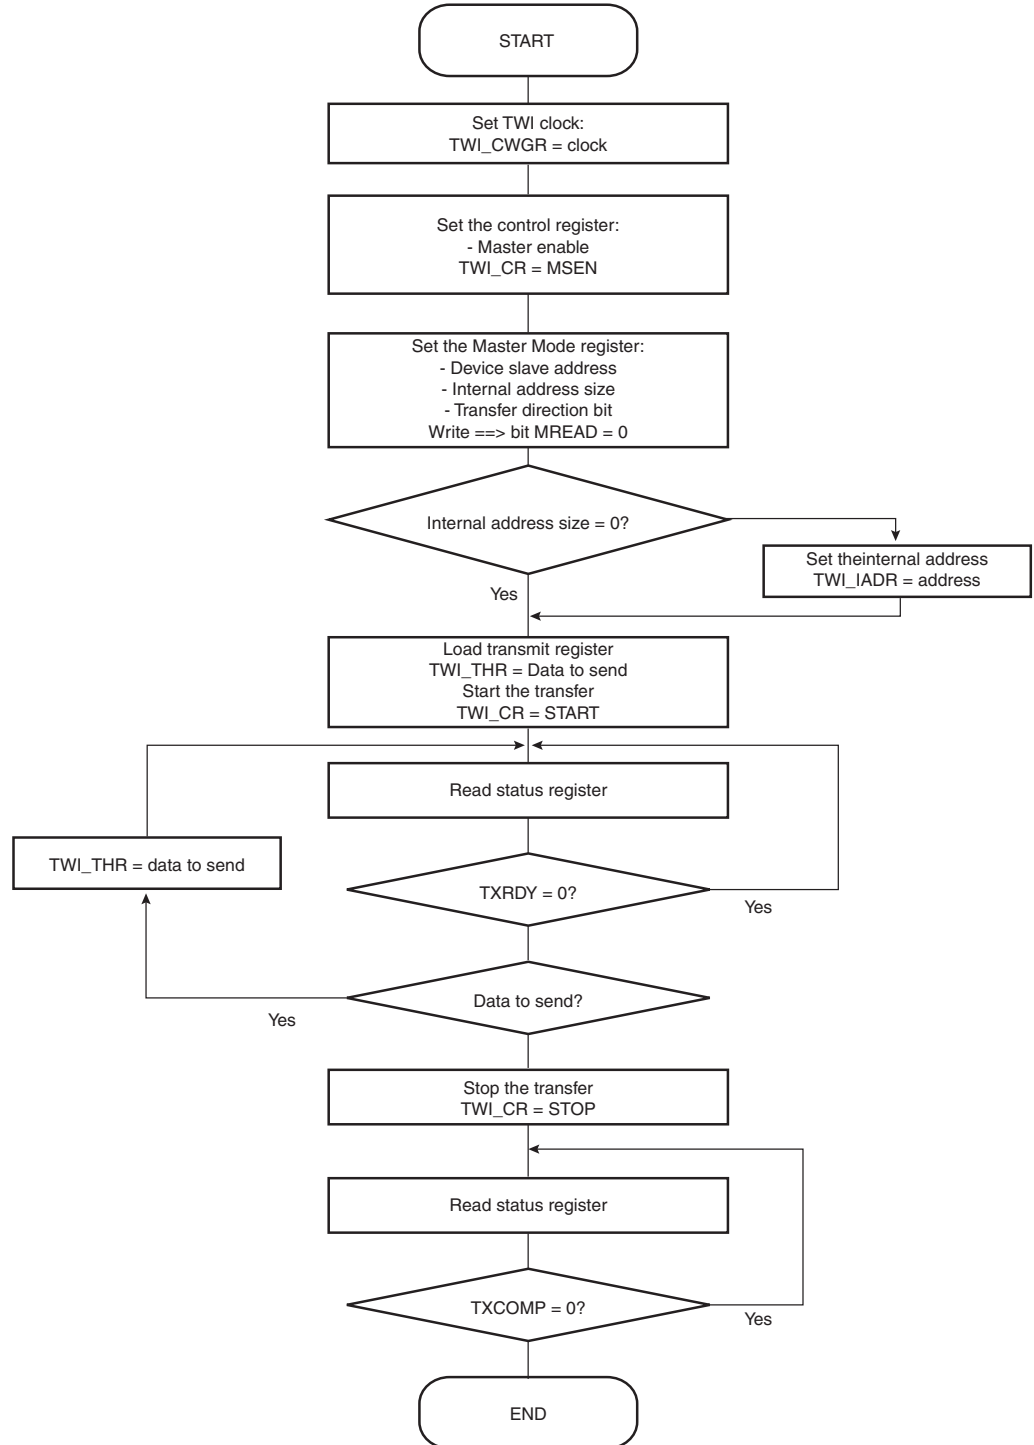 START
Set TWI clock:
TWI_CWGR = clock
Set the control register:
- Master enable
TWI_CR = MSEN
Set the Master Mode register:
- Device slave address
- Internal address size
- Transfer direction bit
Write ==> bit MREAD = 0
Internal address size = 0?
Set theinternal address
TWI_IADR = address
Yes
Load transmit register
TWI_THR = Data to send
Start the transfer
TWI_CR = START
Read status register
TWI_THR = data to send
TXRDY = 0?
Yes
Data to send?
Yes
Stop the transfer
TWI_CR = STOP
Read status register
TXCOMP = 0?
Yes
END